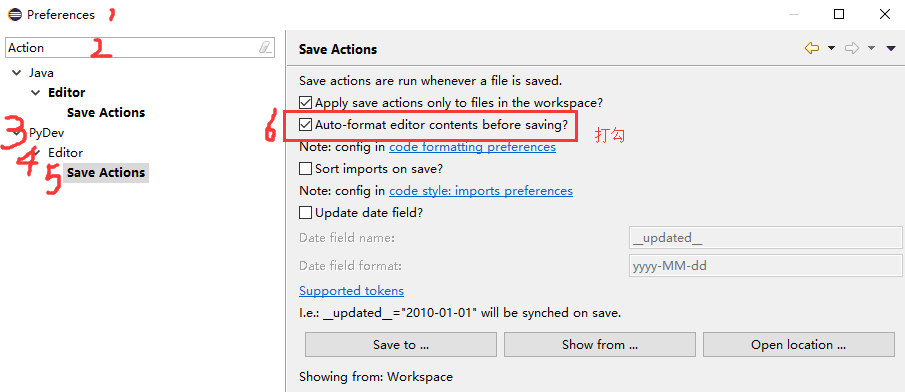 Preferences 1
Action 2
Java
Editor
Save Actions
3 PyDev
4 Editor
5 Save Actions
Save Actions
Save actions are run whenever a file is saved.
Apply save actions only to files in the workspace?
6 Auto-format editor contents before saving? 打勾
Note: config in code formatting preferences
Sort imports on save?
Note: config in code style: imports preferences
Update date field?
Date field name: __updated__
Date field format: yyyy-MM-dd
Supported tokens
I.e.: __updated__="2010-01-01" will be synched on save.
Save to ... Show from ... Open location ...
Showing from: Workspace